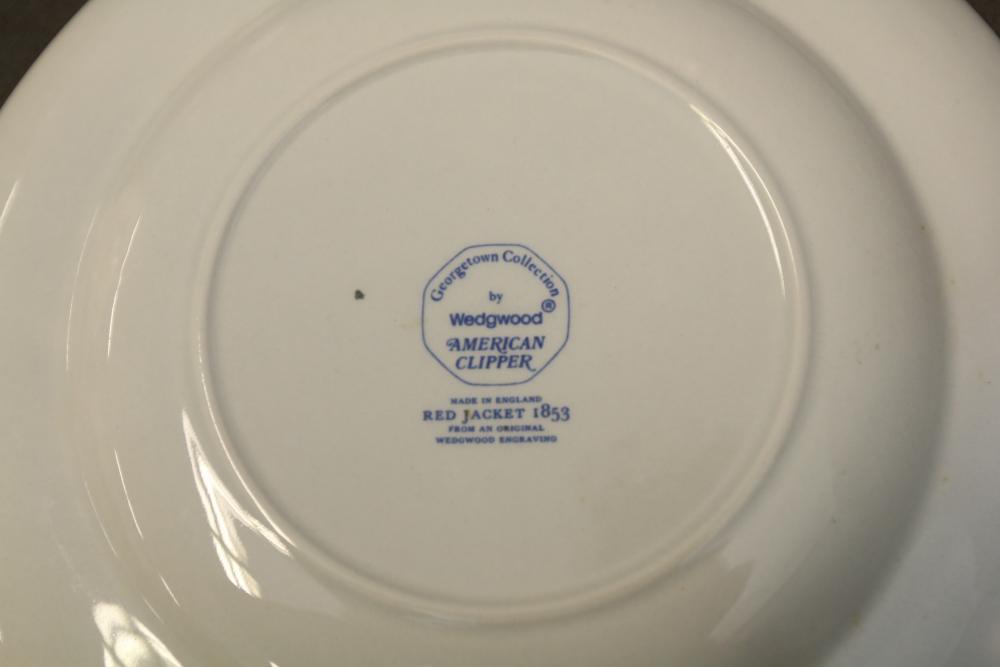 Georgetown Collection
by
Wedgwood®
AMERICAN
CLIPPER
MADE IN ENGLAND
RED JACKET 1853
FROM AN ORIGINAL
WEDGWOOD ENGRAVING